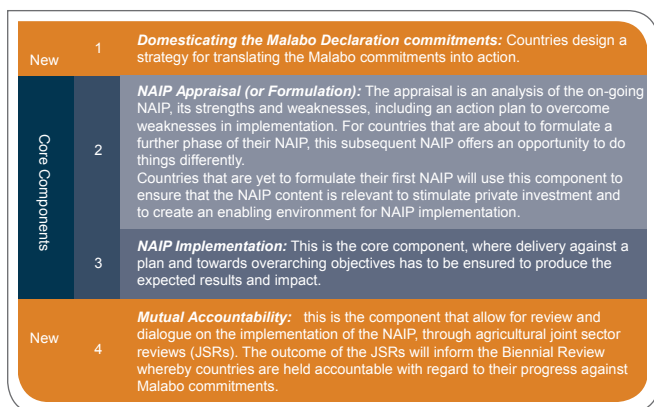 New
1
Domesticating the Malabo Declaration commitments: Countries design a
strategy for translating the Malabo commitments into action.
Core Components
2
NAIP Appraisal (or Formulation): The appraisal is an analysis of the on-going
NAIP, its strengths and weaknesses, including an action plan to overcome
weaknesses in implementation. For countries that are about to formulate a
further phase of their NAIP, this subsequent NAIP offers an opportunity to do
things differently.
Countries that are yet to formulate their first NAIP will use this component to
ensure that the NAIP content is relevant to stimulate private investment and
to create an enabling environment for NAIP implementation.
3
NAIP Implementation: This is the core component, where delivery against a
plan and towards overarching objectives has to be ensured to produce the
expected results and impact.
New
4
Mutual Accountability: this is the component that allow for review and
dialogue on the implementation of the NAIP, through agricultural joint sector
reviews (JSRs). The outcome of the JSRs will inform the Biennial Review
whereby countries are held accountable with regard to their progress against
Malabo commitments.